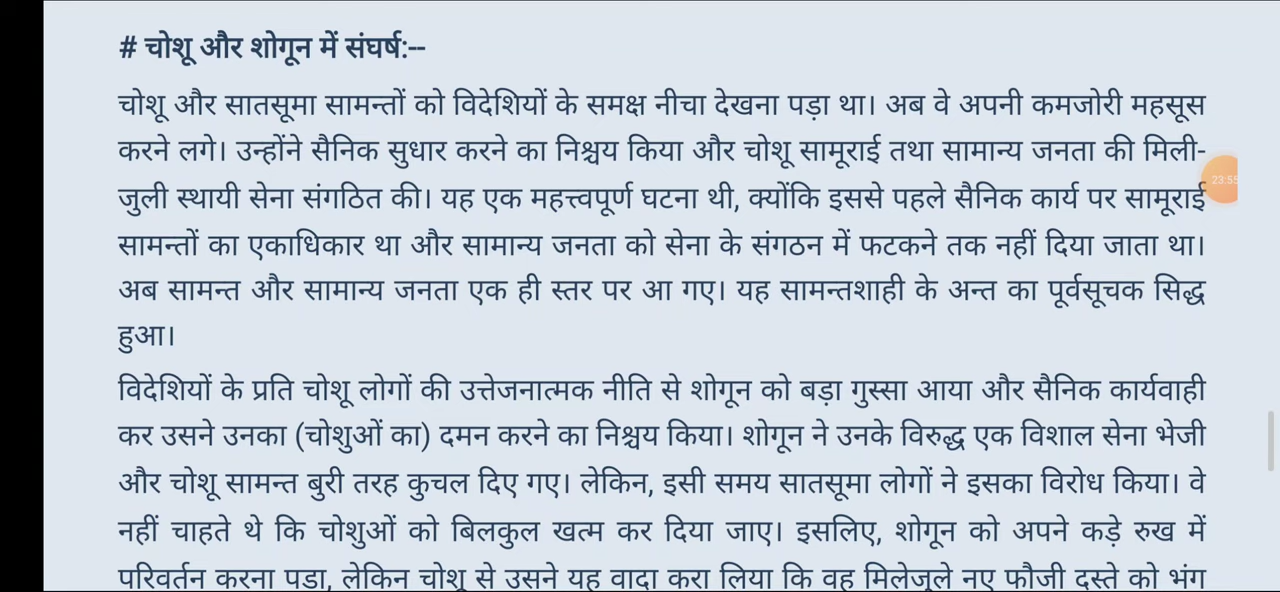 # चोशू और शोगून में संघर्ष:--
चोशू और सातसूमा सामन्तों को विदेशियों के समक्ष नीचा देखना पड़ा था। अब वे अपनी कमजोरी महसूस
करने लगे। उन्होंने सैनिक सुधार करने का निश्चय किया और चोशू सामूराई तथा सामान्य जनता की मिली-
जुली स्थायी सेना संगठित की। यह एक महत्त्वपूर्ण घटना थी, क्योंकि इससे पहले सैनिक कार्य पर सामूराई
सामन्तों का एकाधिकार था और सामान्य जनता को सेना के संगठन में फटकने तक नहीं दिया जाता था।
अब सामन्त और सामान्य जनता एक ही स्तर पर आ गए। यह सामन्तशाही के अन्त का पूर्वसूचक सिद्ध
हुआ।
विदेशियों के प्रति चोशू लोगों की उत्तेजनात्मक नीति से शोगून को बड़ा गुस्सा आया और सैनिक कार्यवाही
कर उसने उनका (चोशुओं का) दमन करने का निश्चय किया। शोगून ने उनके विरुद्ध एक विशाल सेना भेजी
और चोशू सामन्त बुरी तरह कुचल दिए गए। लेकिन, इसी समय सातसूमा लोगों ने इसका विरोध किया। वे
नहीं चाहते थे कि चोशुओं को बिलकुल खत्म कर दिया जाए। इसलिए, शोगून को अपने कड़े रुख में
परिवर्तन करना पड़ा, लेकिन चोशू से उसने यह वादा करा लिया कि वह मिलेजुले नए फौजी दस्ते को भंग
23:55